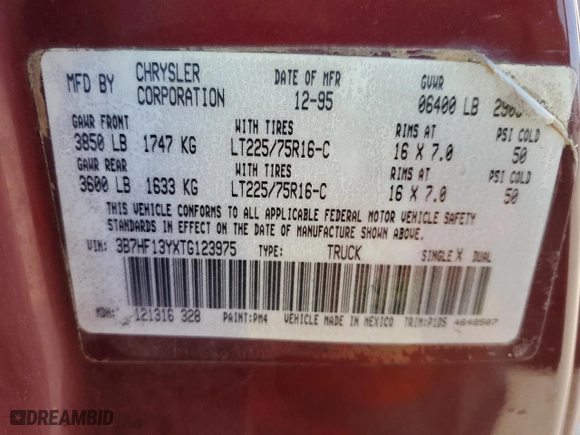 MFD BY CHRYSLER CORPORATION
DATE OF MFR 12-95
GVWR 06400 LB
GAWR FRONT WITH TIRES RIMS AT PSI COLD
3850 LB 1747 KG LT225/75R16-C 16 X 7.0 50
GAWR REAR WITH TIRES RIMS AT PSI COLD
3600 LB 1633 KG LT225/75R16-C 16 X 7.0 50
THIS VEHICLE CONFORMS TO ALL APPLICABLE FEDERAL MOTOR VEHICLE SAFETY
STANDARDS IN EFFECT ON THE DATE OF MANUFACTURE SHOWN ABOVE.
VIN: 3B7HF13YXTG123975 TYPE: TRUCK SINGLE X DUAL
MDH: 121316 328 PAINT:PM4 VEHICLE MADE IN MEXICO TRIM:P1DS 4648507
DREAMBID